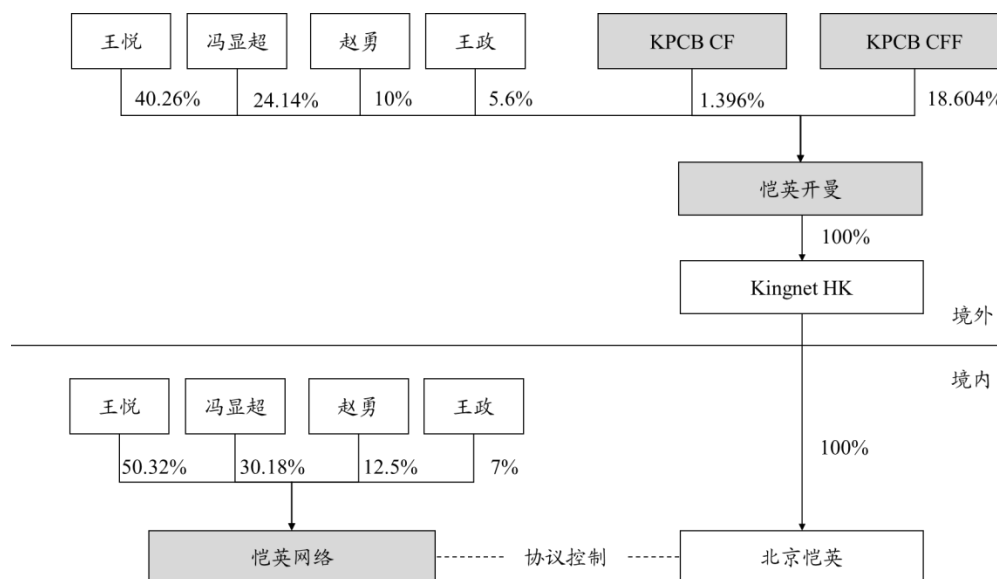 王悦
冯显超
赵勇
王政
KPCB CF
KPCB CFF
40.26%
24.14%
10%
5.6%
1.396%
18.604%
恺英开曼
100%
Kingnet HK
境外
境内
王悦
冯显超
赵勇
王政
50.32%
30.18%
12.5%
7%
100%
恺英网络
协议控制
北京恺英